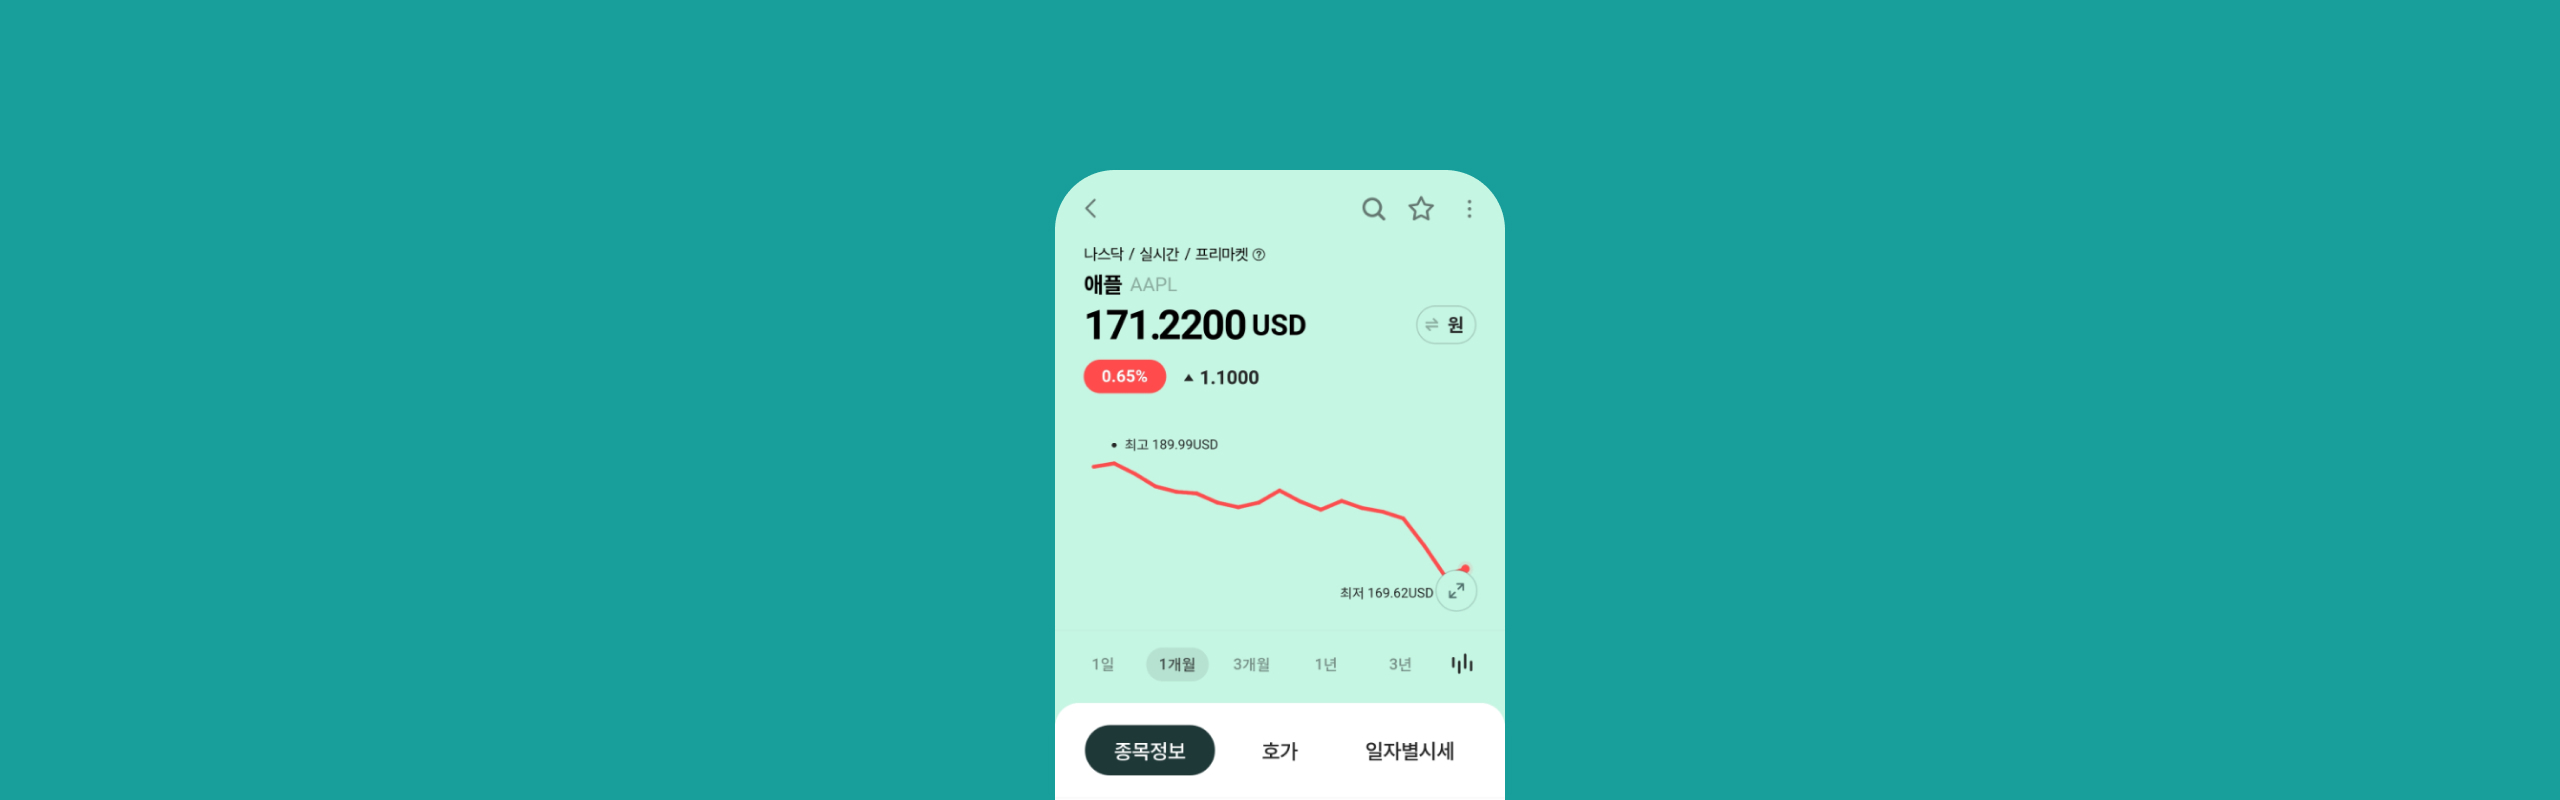 나스닥 / 실시간 / 프리마켓
애플 AAPL
171.2200 USD
원
0.65% ▲ 1.1000
최고 189.99USD
최저 169.62USD
1일 1개월 3개월 1년 3년
종목정보 호가 일자별시세